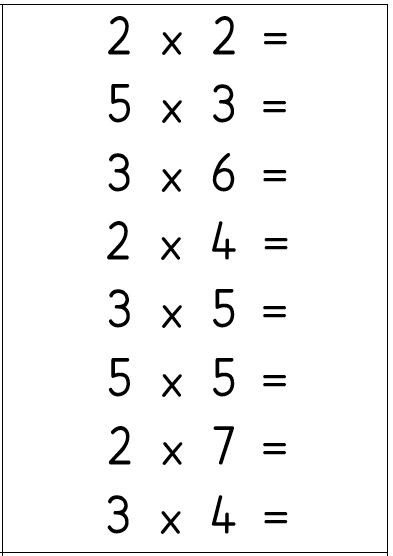 2 x 2 =
5 x 3 =
3 x 6 =
2 x 4 =
3 x 5 =
5 x 5 =
2 x 7 =
3 x 4 =